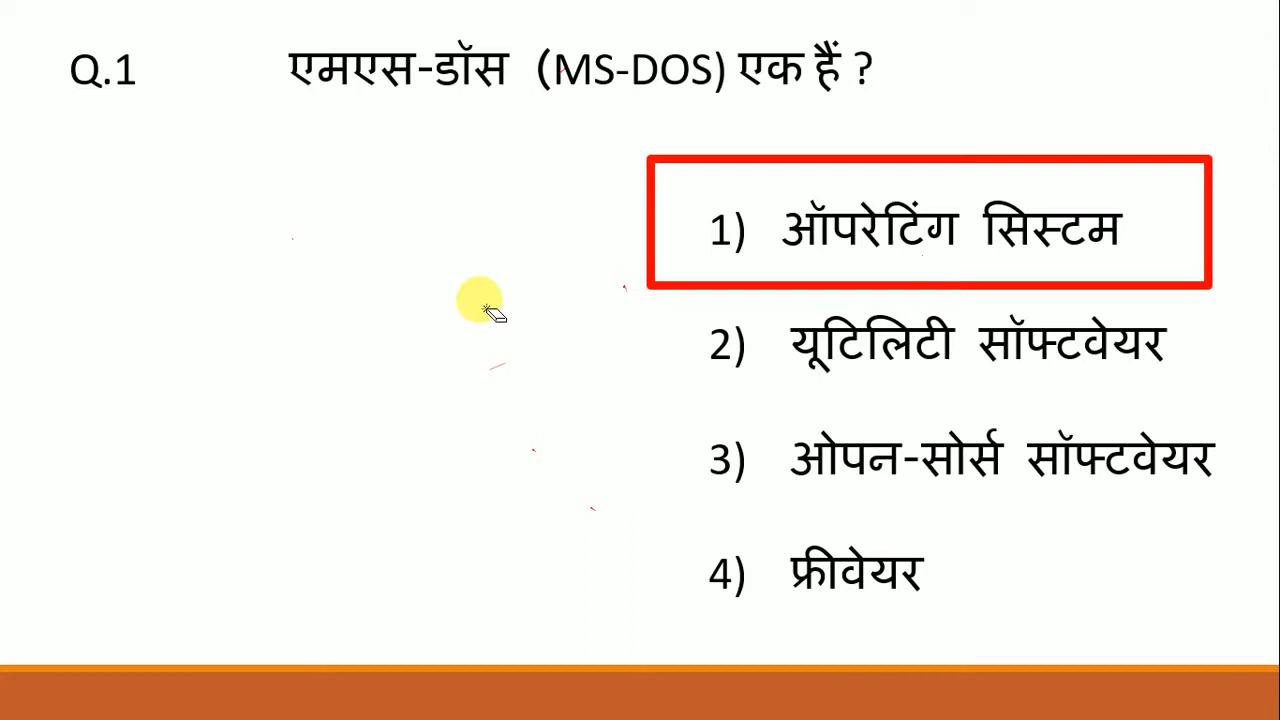 Q.1 एमएस-डॉस (MS-DOS) एक हैं ?
1) ऑपरेटिंग सिस्टम
2) यूटिलिटी सॉफ्टवेयर
3) ओपन-सोर्स सॉफ्टवेयर
4) फ्रीवेयर